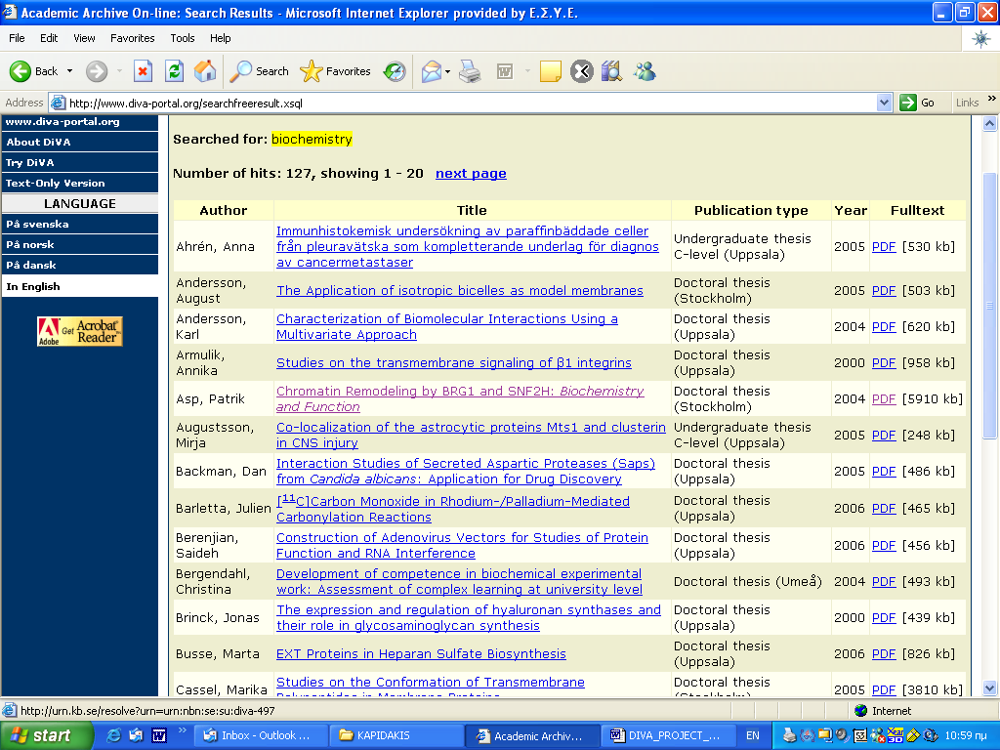 Academic Archive On-line: Search Results - Microsoft Internet Explorer provided by Ε.Σ.Υ.Ε.
File Edit View Favorites Tools Help
Back Search Favorites
Address http://www.diva-portal.org/searchfreeresult.xsql Go Links »
www.diva-portal.org
About DiVA
Try DiVA
Text-Only Version
LANGUAGE
På svenska
På norsk
På dansk
In English
Adobe Get Acrobat Reader
Searched for: biochemistry
Number of hits: 127, showing 1 - 20 next page
Author Title Publication type Year Fulltext
Ahrén, Anna
Immunhistokemisk undersökning av paraffinbäddade celler
från pleuravätska som kompletterande underlag för diagnos
av cancermetastaser
Undergraduate thesis
C-level (Uppsala)
2005 PDF [530 kb]
Andersson,
August
The Application of isotropic bicelles as model membranes
Doctoral thesis
(Stockholm)
2005 PDF [503 kb]
Andersson,
Karl
Characterization of Biomolecular Interactions Using a
Multivariate Approach
Doctoral thesis
(Uppsala)
2004 PDF [620 kb]
Armulik,
Annika
Studies on the transmembrane signaling of β1 integrins
Doctoral thesis
(Uppsala)
2000 PDF [958 kb]
Asp, Patrik
Chromatin Remodeling by BRG1 and SNF2H: Biochemistry
and Function
Doctoral thesis
(Stockholm)
2004 PDF [5910 kb]
Augustsson,
Mirja
Co-localization of the astrocytic proteins Mts1 and clusterin
in CNS injury
Undergraduate thesis
C-level (Uppsala)
2005 PDF [248 kb]
Backman, Dan
Interaction Studies of Secreted Aspartic Proteases (Saps)
from Candida albicans: Application for Drug Discovery
Doctoral thesis
(Uppsala)
2005 PDF [486 kb]
Barletta, Julien
[11C]Carbon Monoxide in Rhodium-/Palladium-Mediated
Carbonylation Reactions
Doctoral thesis
(Uppsala)
2006 PDF [465 kb]
Berenjian,
Saideh
Construction of Adenovirus Vectors for Studies of Protein
Function and RNA Interference
Doctoral thesis
(Uppsala)
2006 PDF [456 kb]
Bergendahl,
Christina
Development of competence in biochemical experimental
work: Assessment of complex learning at university level
Doctoral thesis (Umeå)
2004 PDF [493 kb]
Brinck, Jonas
The expression and regulation of hyaluronan synthases and
their role in glycosaminoglycan synthesis
Doctoral thesis
(Uppsala)
2000 PDF [439 kb]
Busse, Marta
EXT Proteins in Heparan Sulfate Biosynthesis
Doctoral thesis
(Uppsala)
2006 PDF [826 kb]
Cassel, Marika
Studies on the Conformation of Transmembrane
Polypeptides in Membrane Proteins
Doctoral thesis
(Stockholm)
2005 PDF [3810 kb]
http://urn.kb.se/resolve?urn=urn:nbn:se:su:diva-497 Internet
start » Inbox - Outlook ... KAPIDAKIS Academic Archiv... DIVA_PROJECT_... EN 10:59 πμ